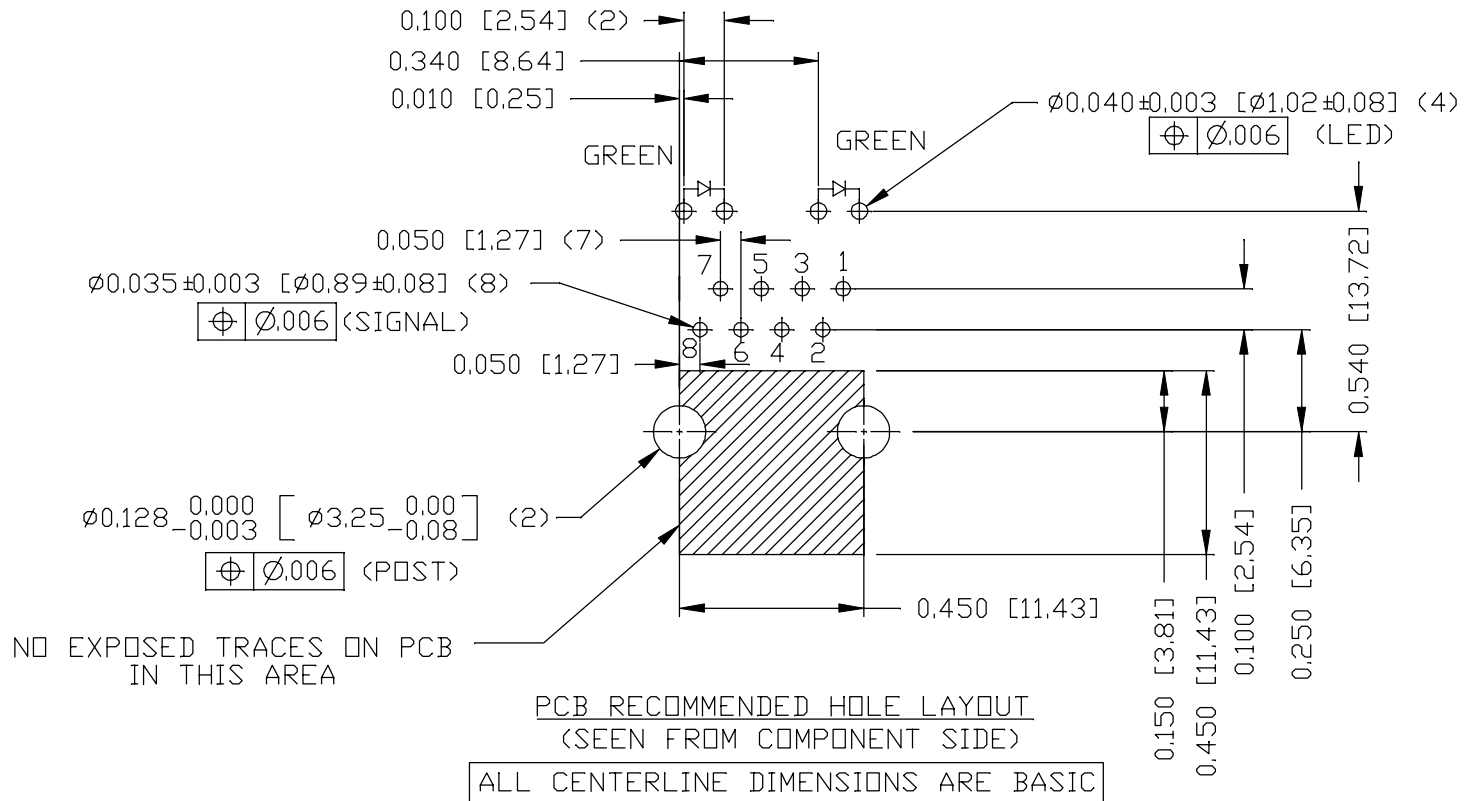 0.100 [2.54] (2)
0.340 [8.64]
0.010 [0.25]
Ø0.040±0.003 [Ø1.02±0.08] (4)
⌖ Ø.006 (LED)
GREEN
GREEN
0.050 [1.27] (7)
7 5 3 1
Ø0.035±0.003 [Ø0.89±0.08] (8)
⌖ Ø.006 (SIGNAL)
8 6 4 2
0.050 [1.27]
0.540 [13.72]
Ø0.128 0.000 -0.003 [Ø3.25 0.00 -0.08] (2)
⌖ Ø.006 (POST)
0.450 [11.43]
0.150 [3.81]
0.450 [11.43]
0.100 [2.54]
0.250 [6.35]
NO EXPOSED TRACES ON PCB
IN THIS AREA
PCB RECOMMENDED HOLE LAYOUT
(SEEN FROM COMPONENT SIDE)
ALL CENTERLINE DIMENSIONS ARE BASIC